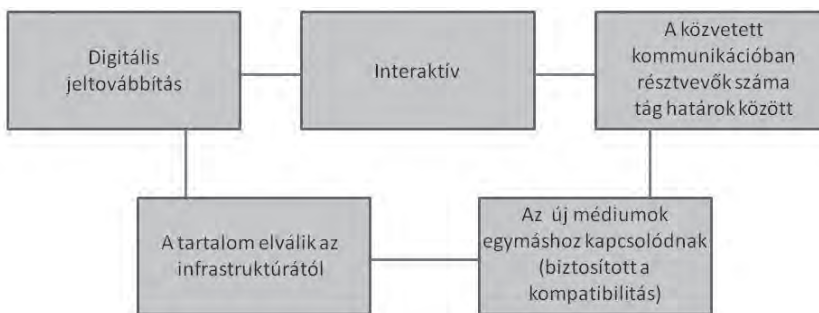 Digitális
jeltovábbítás
Interaktív
A közvetett
kommunikációban
résztvevők száma
tág határok között
A tartalom elválik az
infrastruktúrától
Az új médiumok
egymáshoz kapcsolódnak
(biztosított a
kompatibilitás)